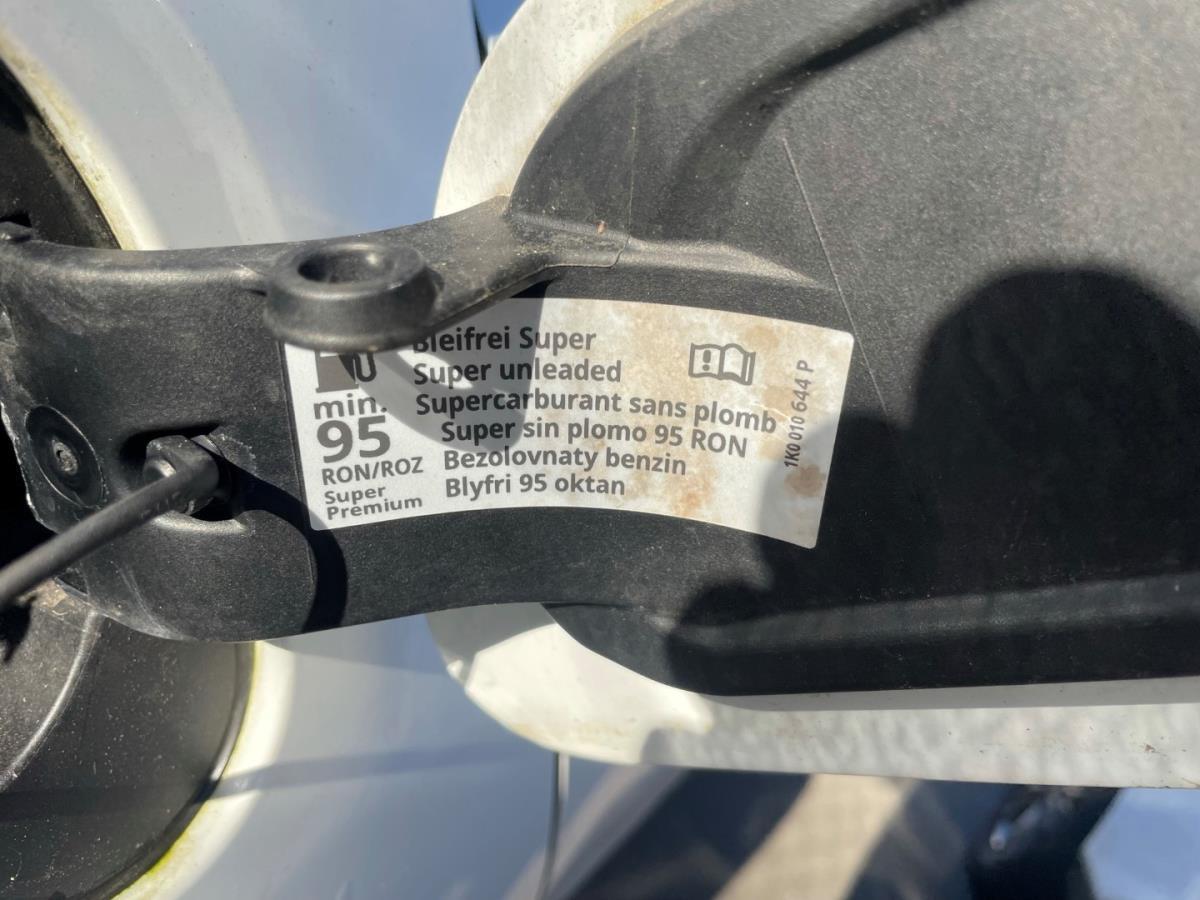 Bleifrei Super
Super unleaded
Supercarburant sans plomb
Super sin plomo 95 RON
Bezolovnaty benzin
Blyfri 95 oktan
min.
95
RON/ROZ
Super
Premium
1K0 010 644 P